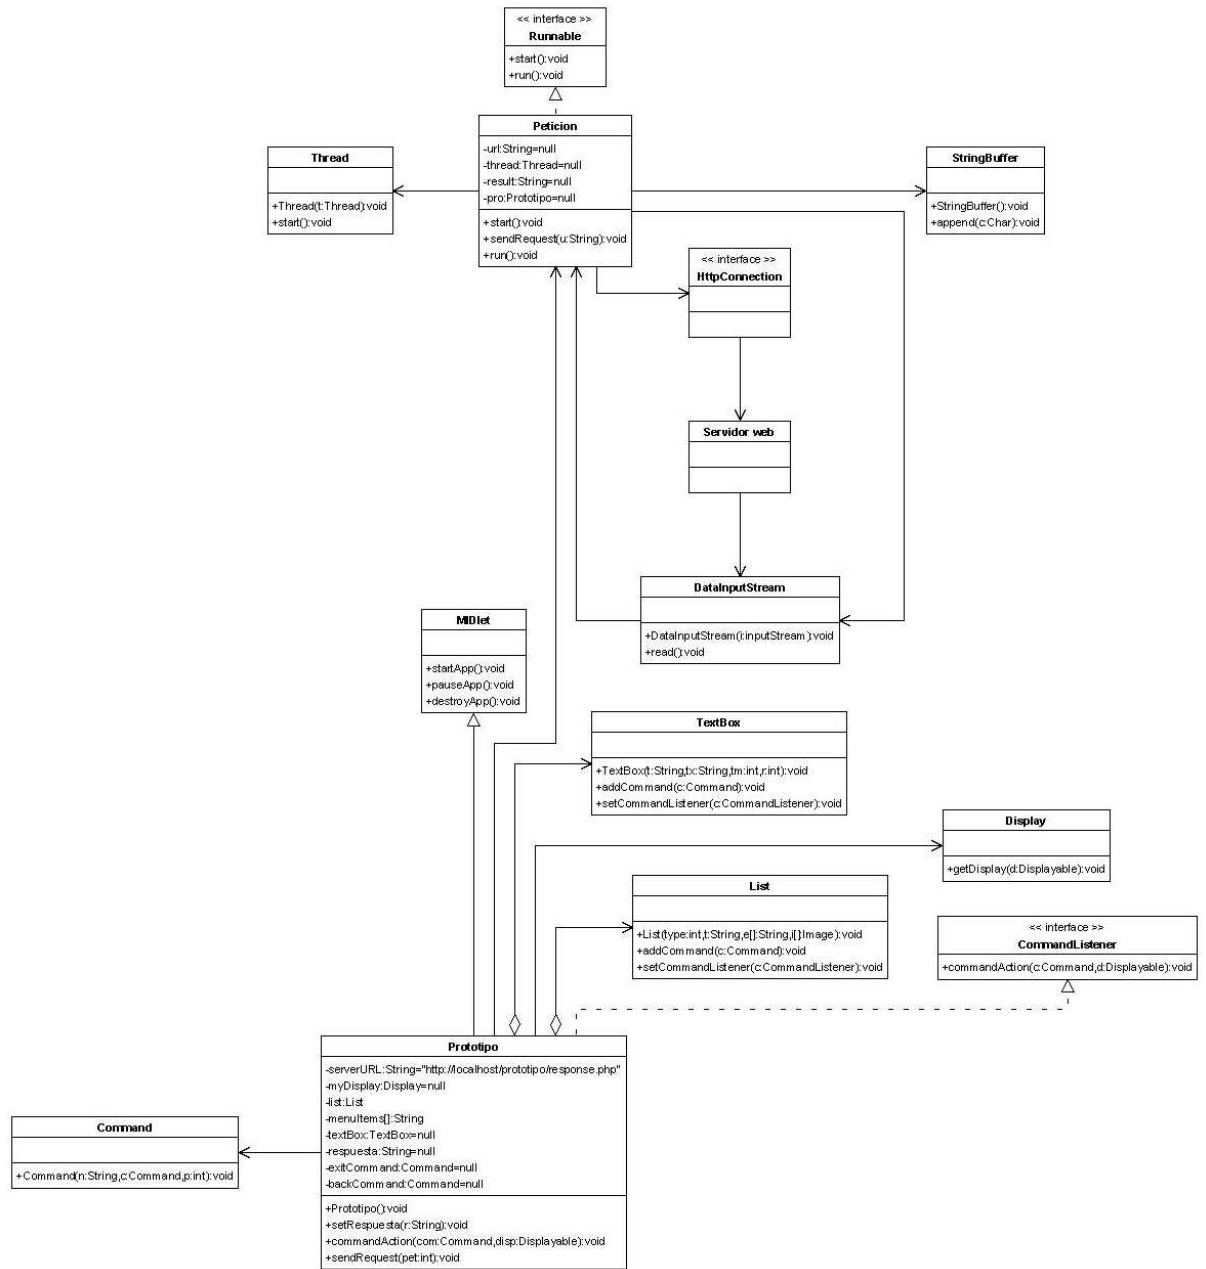 << interface >>
Runnable
+start():void
+run():void
Peticion
-url:String=null
-thread:Thread=null
-result:String=null
-pro:Prototipo=null
+start():void
+sendRequest(u:String):void
+run():void
Thread
+Thread(t:Thread):void
+start():void
StringBuffer
+StringBuffer():void
+append(c:Char):void
<< interface >>
HttpConnection
Servidor web
DataInputStream
+DataInputStream(i:inputStream):void
+read():void
MIDlet
+startApp():void
+pauseApp():void
+destroyApp():void
TextBox
+TextBox(t:String,tx:String,tm:int,r:int):void
+addCommand(c:Command):void
+setCommandListener(c:CommandListener):void
Display
+getDisplay(d:Displayable):void
List
+List(type:int,t:String,e[]:String,i[]:Image):void
+addCommand(c:Command):void
+setCommandListener(c:CommandListener):void
<< interface >>
CommandListener
+commandAction(c:Command,d:Displayable):void
Prototipo
-serverURL:String="http://localhost/prototipo/response.php"
-myDisplay:Display=null
-list:List
-menuItems[]:String
-textBox:TextBox=null
-respuesta:String=null
-exitCommand:Command=null
-backCommand:Command=null
+Prototipo():void
+setRespuesta(r:String):void
+commandAction(com:Command,disp:Displayable):void
+sendRequest(pet:int):void
Command
+Command(n:String,c:Command,p:int):void